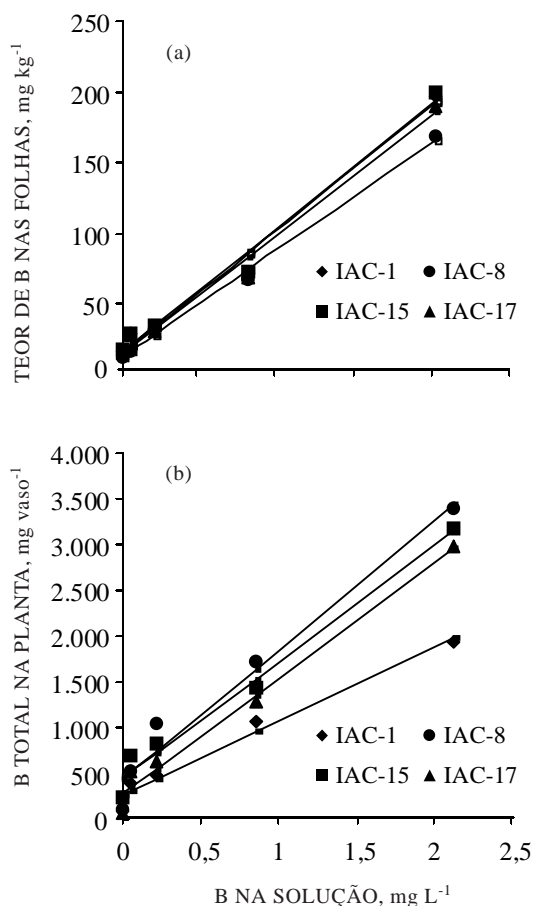 250
(a)
200
150
100
50
0
TEOR DE B NAS FOLHAS, mg kg⁻¹
IAC-1 IAC-8
IAC-15 IAC-17
4.000
(b)
3.500
3.000
2.500
2.000
1.500
1.000
500
0
B TOTAL NA PLANTA, mg vaso⁻¹
IAC-1 IAC-8
IAC-15 IAC-17
0 0,5 1 1,5 2 2,5
B NA SOLUÇÃO, mg L⁻¹